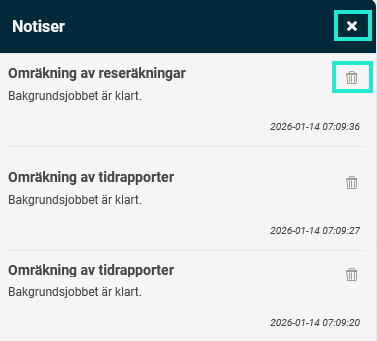 Notiser
Omräkning av reseräkningar
Bakgrundsjobbet är klart.
2026-01-14 07:09:36
Omräkning av tidrapporter
Bakgrundsjobbet är klart.
2026-01-14 07:09:27
Omräkning av tidrapporter
Bakgrundsjobbet är klart.
2026-01-14 07:09:20